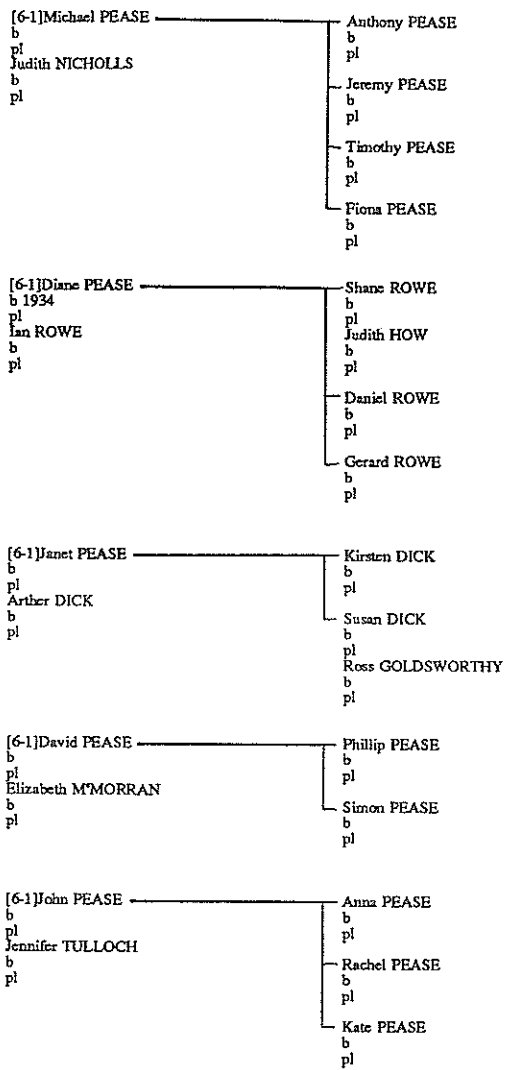 [6-1]Michael PEASE
b
pl
Judith NICHOLLS
b
pl
Anthony PEASE
b
pl
Jeremy PEASE
b
pl
Timothy PEASE
b
pl
Fiona PEASE
b
pl
[6-1]Diane PEASE
b 1934
pl
Ian ROWE
b
pl
Shane ROWE
b
pl
Judith HOW
b
pl
Daniel ROWE
b
pl
Gerard ROWE
b
pl
[6-1]Janet PEASE
b
pl
Arther DICK
b
pl
Kirsten DICK
b
pl
Susan DICK
b
pl
Ross GOLDSWORTHY
b
pl
[6-1]David PEASE
b
pl
Elizabeth M'MORRAN
b
pl
Phillip PEASE
b
pl
Simon PEASE
b
pl
[6-1]John PEASE
b
pl
Jennifer TULLOCH
b
pl
Anna PEASE
b
pl
Rachel PEASE
b
pl
Kate PEASE
b
pl